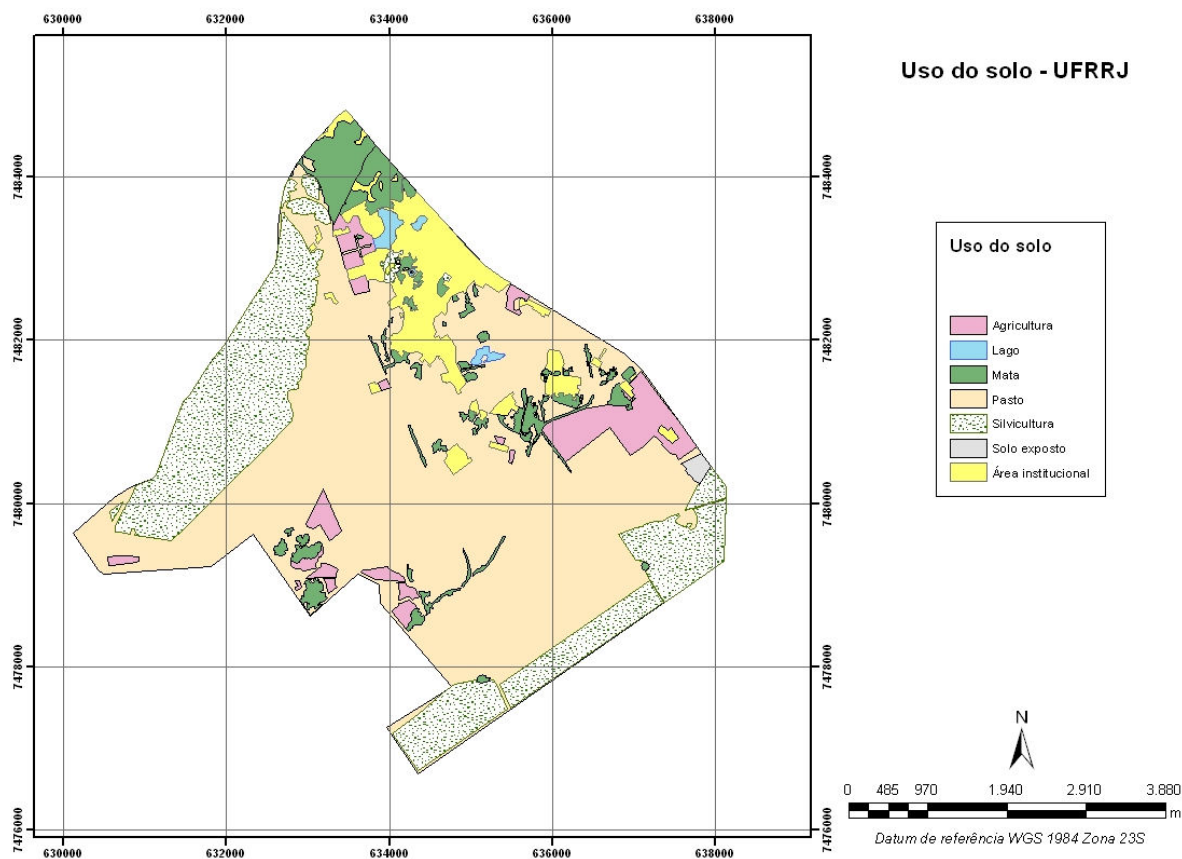 630000 632000 634000 636000 638000
Uso do solo - UFRRJ
7484000 7484000
7482000 7482000
7480000 7480000
7478000 7478000
7476000 7476000
630000 632000 634000 636000 638000
Uso do solo
Agricultura
Lago
Mata
Pasto
Silvicultura
Solo exposto
Área institucional
N
0 485 970 1.940 2.910 3.880
m
Datum de referência WGS 1984 Zona 23S